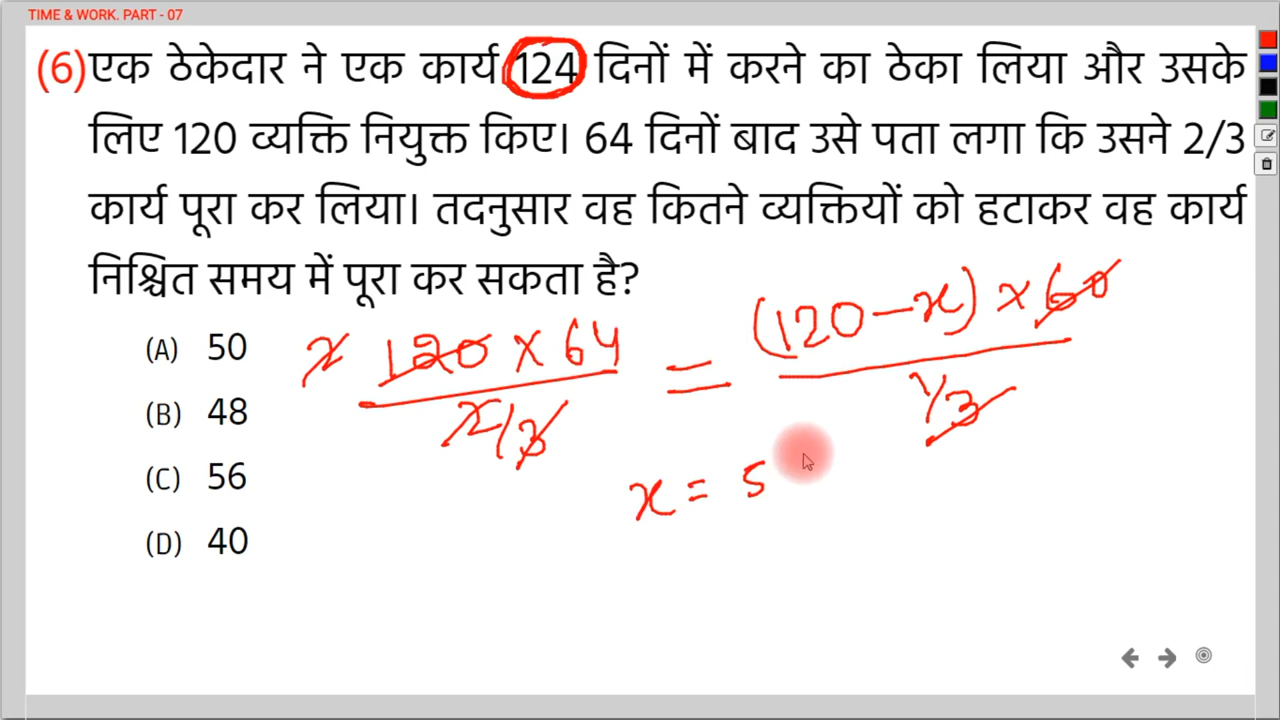 TIME & WORK. PART - 07
(6) एक ठेकेदार ने एक कार्य 124 दिनों में करने का ठेका लिया और उसके
लिए 120 व्यक्ति नियुक्त किए। 64 दिनों बाद उसे पता लगा कि उसने 2/3
कार्य पूरा कर लिया। तदनुसार वह कितने व्यक्तियों को हटाकर वह कार्य
निश्चित समय में पूरा कर सकता है?
(A) 50
(B) 48
(C) 56
(D) 40
2 120 × 64
2/3
=
(120 - x) × 60
1/3
x = 5